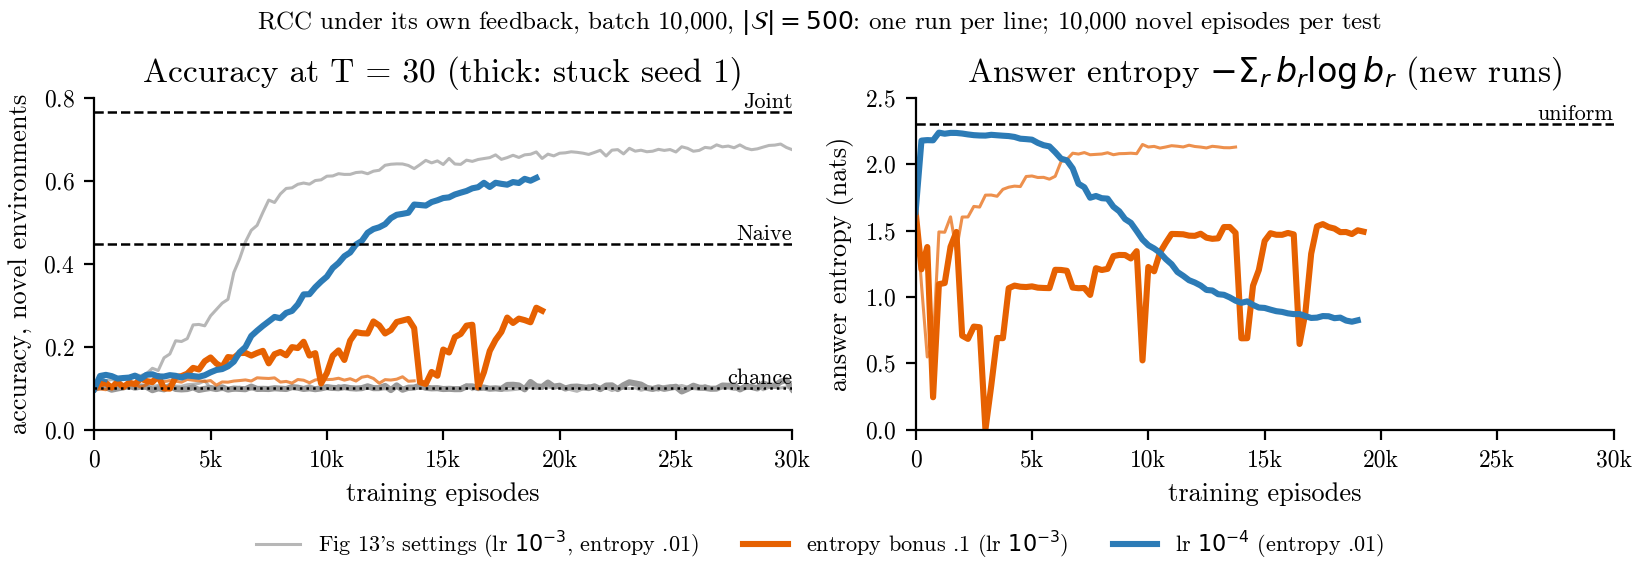 RCC under its own feedback, batch 10,000, |S| = 500: one run per line; 10,000 novel episodes per test
Accuracy at T = 30 (thick: stuck seed 1)
accuracy, novel environments
0.8
0.6
0.4
0.2
0.0
Joint
Naive
chance
0
5k
10k
15k
20k
25k
30k
training episodes
Answer entropy −Σ_r b_r log b_r (new runs)
answer entropy (nats)
2.5
2.0
1.5
1.0
0.5
0.0
uniform
0
5k
10k
15k
20k
25k
30k
training episodes
Fig 13's settings (lr 10⁻³, entropy .01)
entropy bonus .1 (lr 10⁻³)
lr 10⁻⁴ (entropy .01)